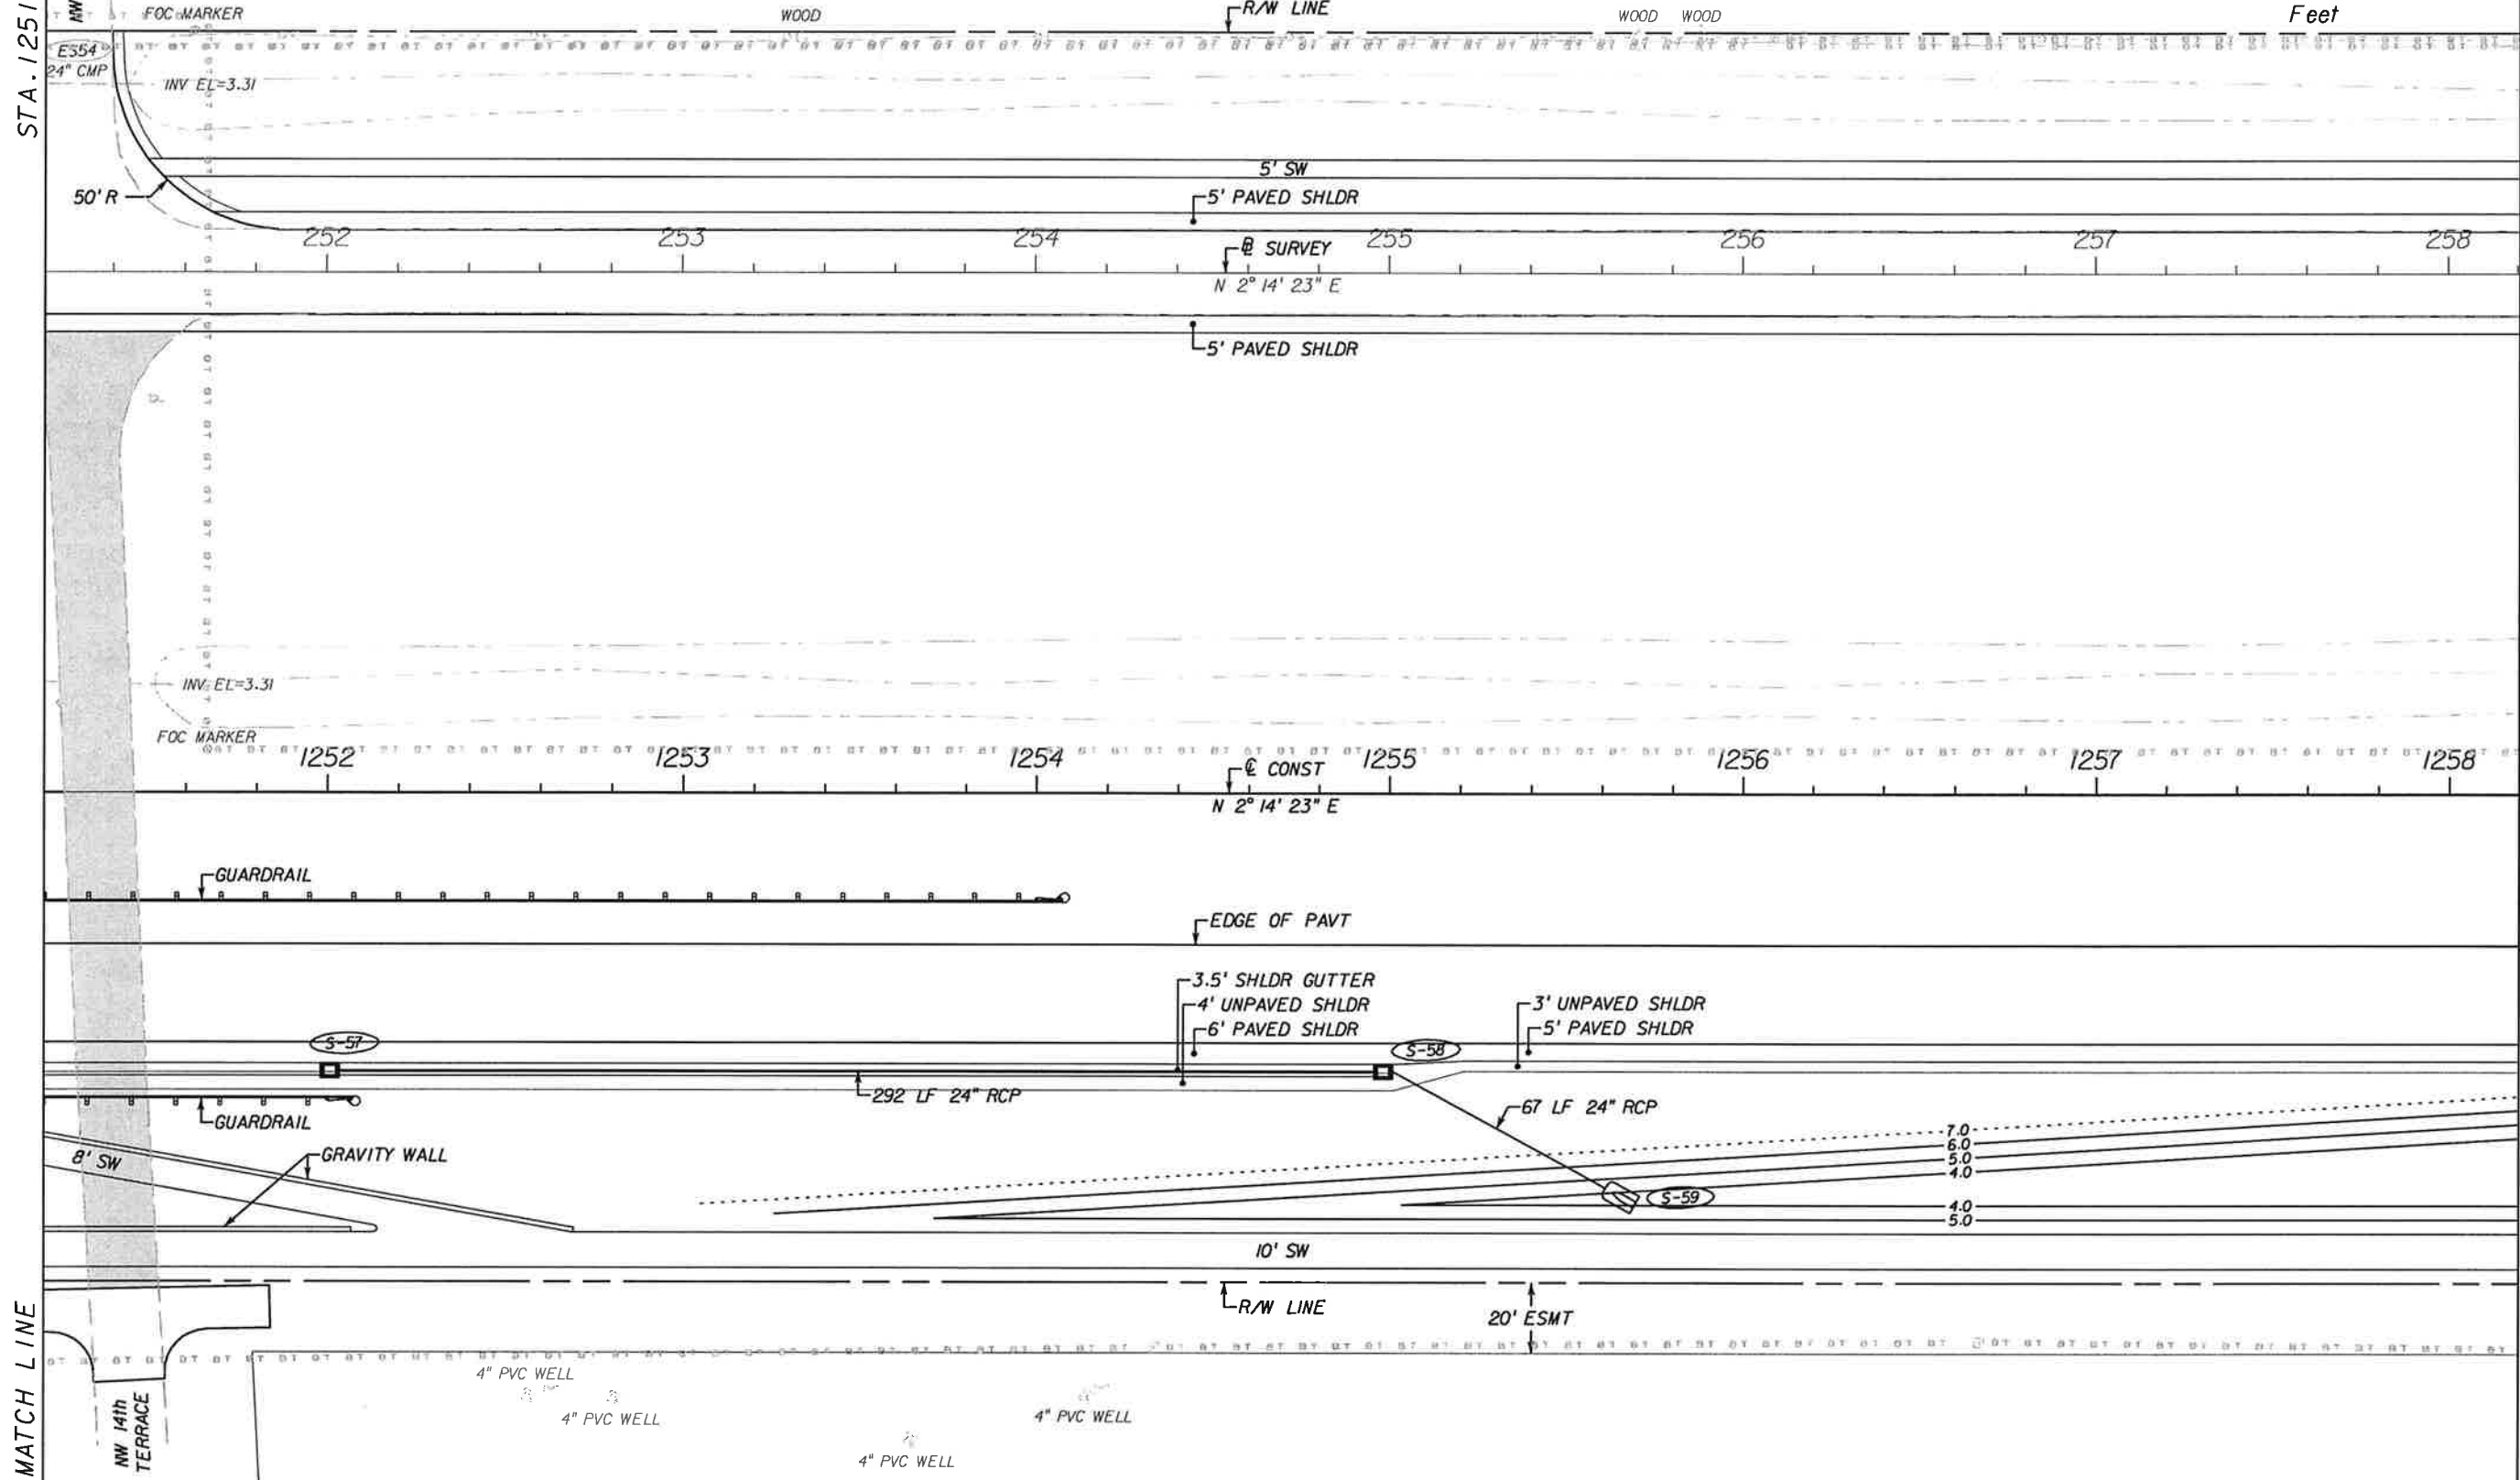 STA. 1251
NW
FOC MARKER
WOOD
R/W LINE
WOOD WOOD
Feet
ES54
24" CMP
INV EL=3.31
5' SW
50' R
5' PAVED SHLDR
252 253 254 255 256 257 258
BL SURVEY
N 2° 14' 23" E
5' PAVED SHLDR
INV EL=3.31
FOC MARKER
1252 1253 1254 1255 1256 1257 1258
CL CONST
N 2° 14' 23" E
GUARDRAIL
EDGE OF PAVT
3.5' SHLDR GUTTER
4' UNPAVED SHLDR
6' PAVED SHLDR
3' UNPAVED SHLDR
5' PAVED SHLDR
S-57
S-58
292 LF 24" RCP
67 LF 24" RCP
GUARDRAIL
7.0
6.0
5.0
4.0
8' SW
GRAVITY WALL
S-59
4.0
5.0
10' SW
R/W LINE
20' ESMT
MATCH LINE
NW 14th
TERRACE
4" PVC WELL
4" PVC WELL
4" PVC WELL
4" PVC WELL